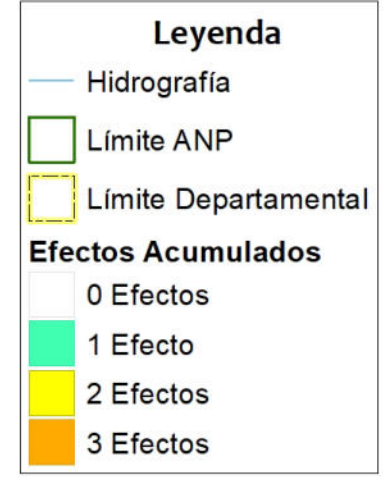 Leyenda
Hidrografía
Límite ANP
Límite Departamental
Efectos Acumulados
0 Efectos
1 Efecto
2 Efectos
3 Efectos